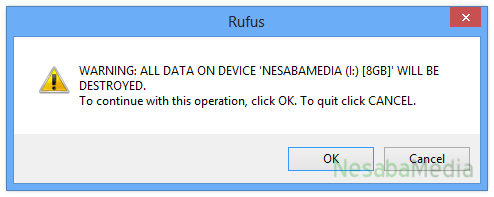 Rufus
WARNING: ALL DATA ON DEVICE 'NESABAMEDIA (I:) [8GB]' WILL BE
DESTROYED.
To continue with this operation, click OK. To quit click CANCEL.
OK
Cancel
NesabaMedia